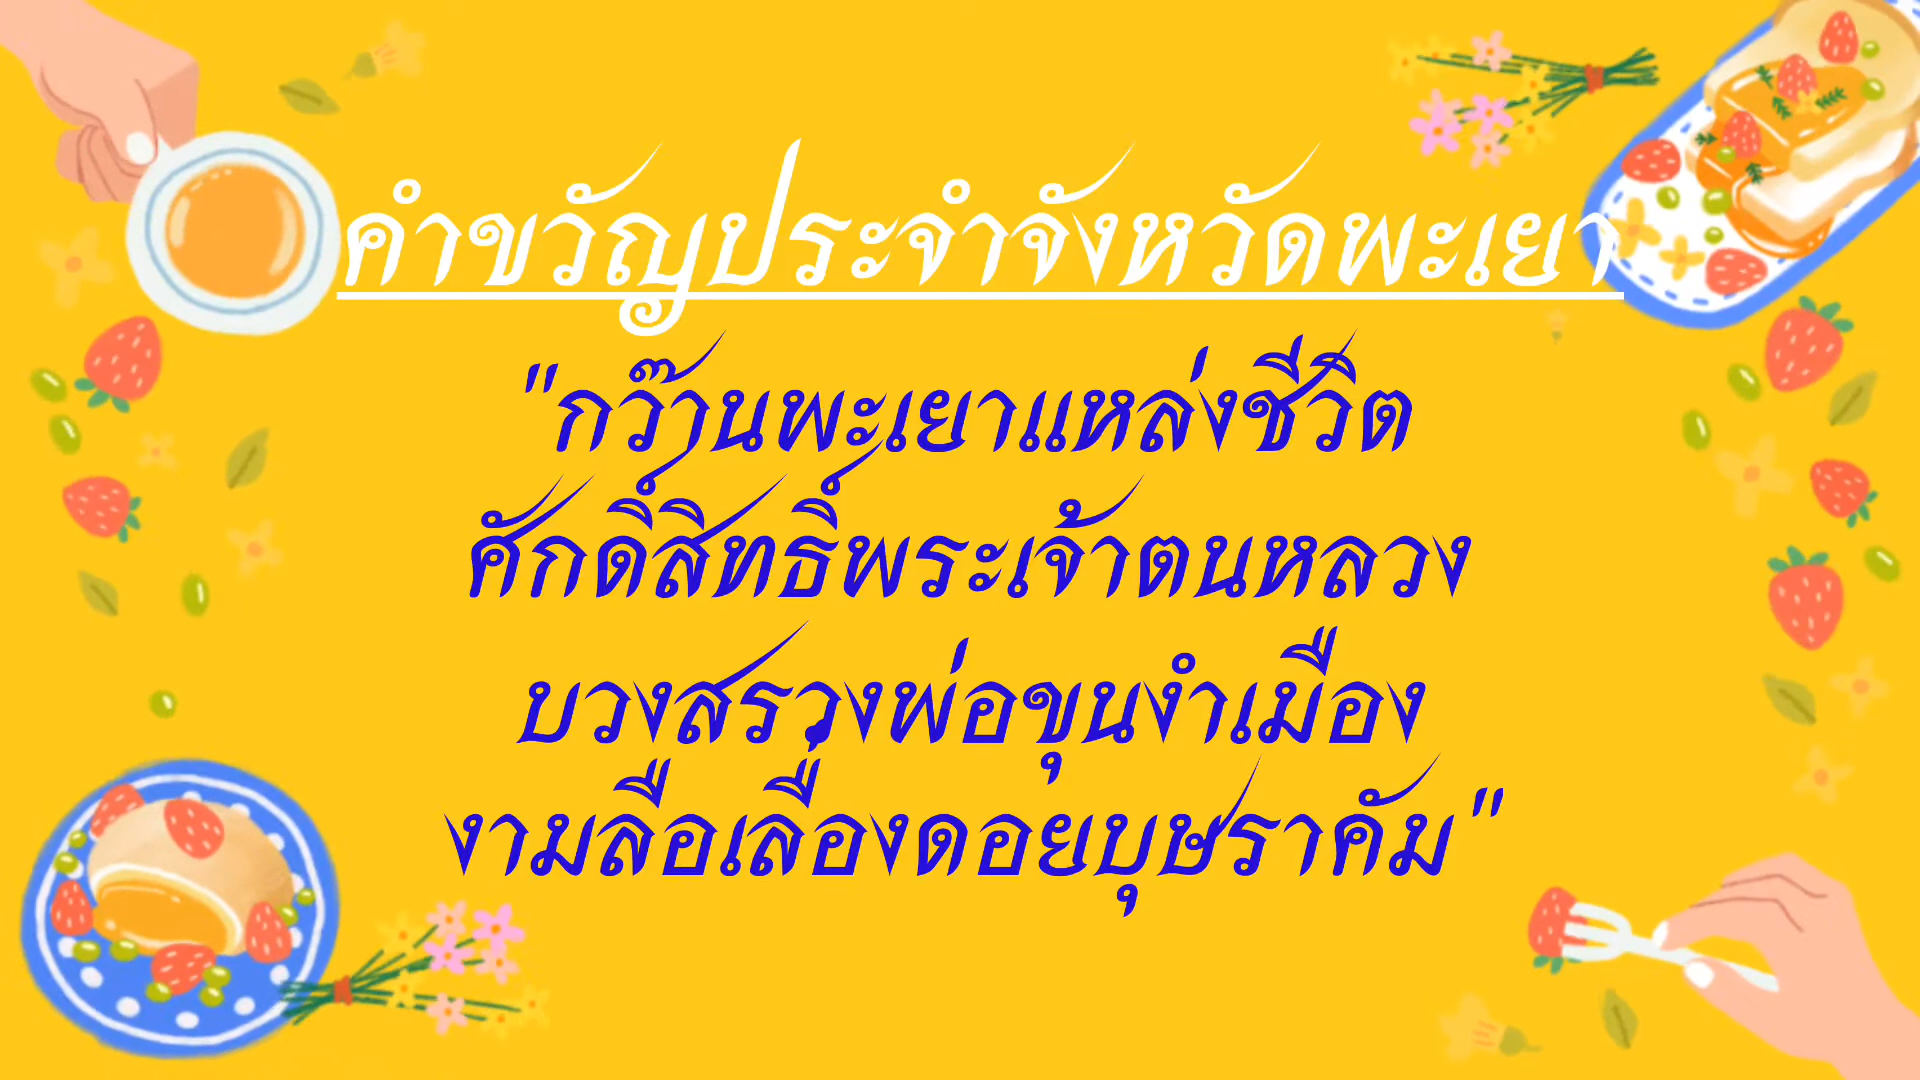 คำขวัญประจำจังหวัดพะเยา
"กว๊านพะเยาแหล่งชีวิต
ศักดิ์สิทธิ์พระเจ้าตนหลวง
บวงสรวงพ่อขุนงำเมือง
งามลือเลื่องดอยบุษราคัม"